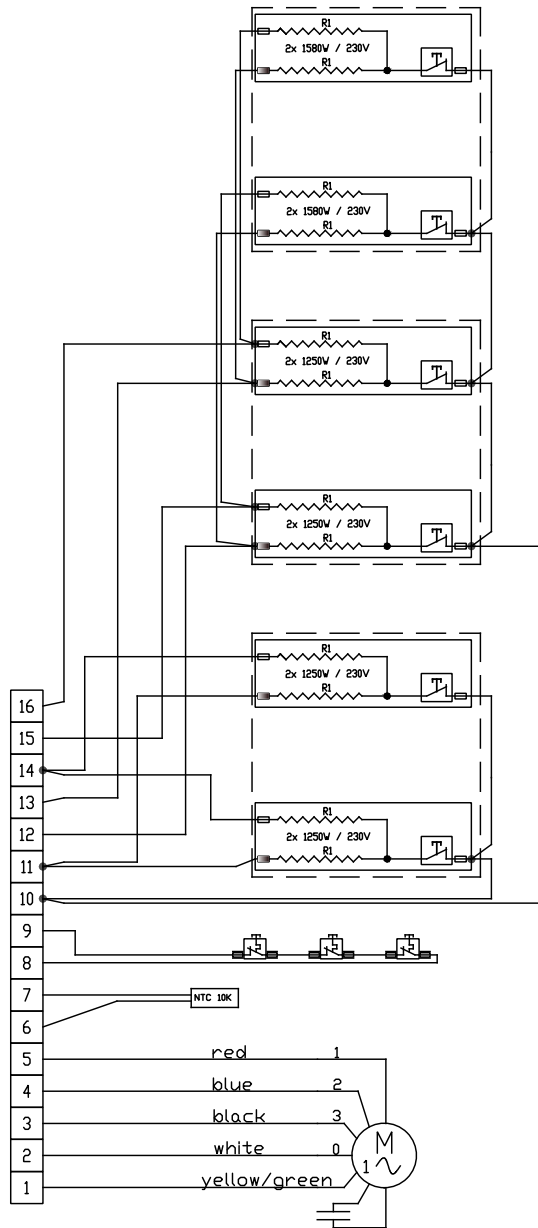 R1
2x 1580W / 230V
R1
R1
2x 1580W / 230V
R1
R1
2x 1250W / 230V
R1
R1
2x 1250W / 230V
R1
R1
2x 1250W / 230V
R1
R1
2x 1250W / 230V
R1
16
15
14
13
12
11
10
9
8
7
NTC 10K
6
5 red 1
4 blue 2
3 black 3
2 white 0
1 yellow/green
M
1